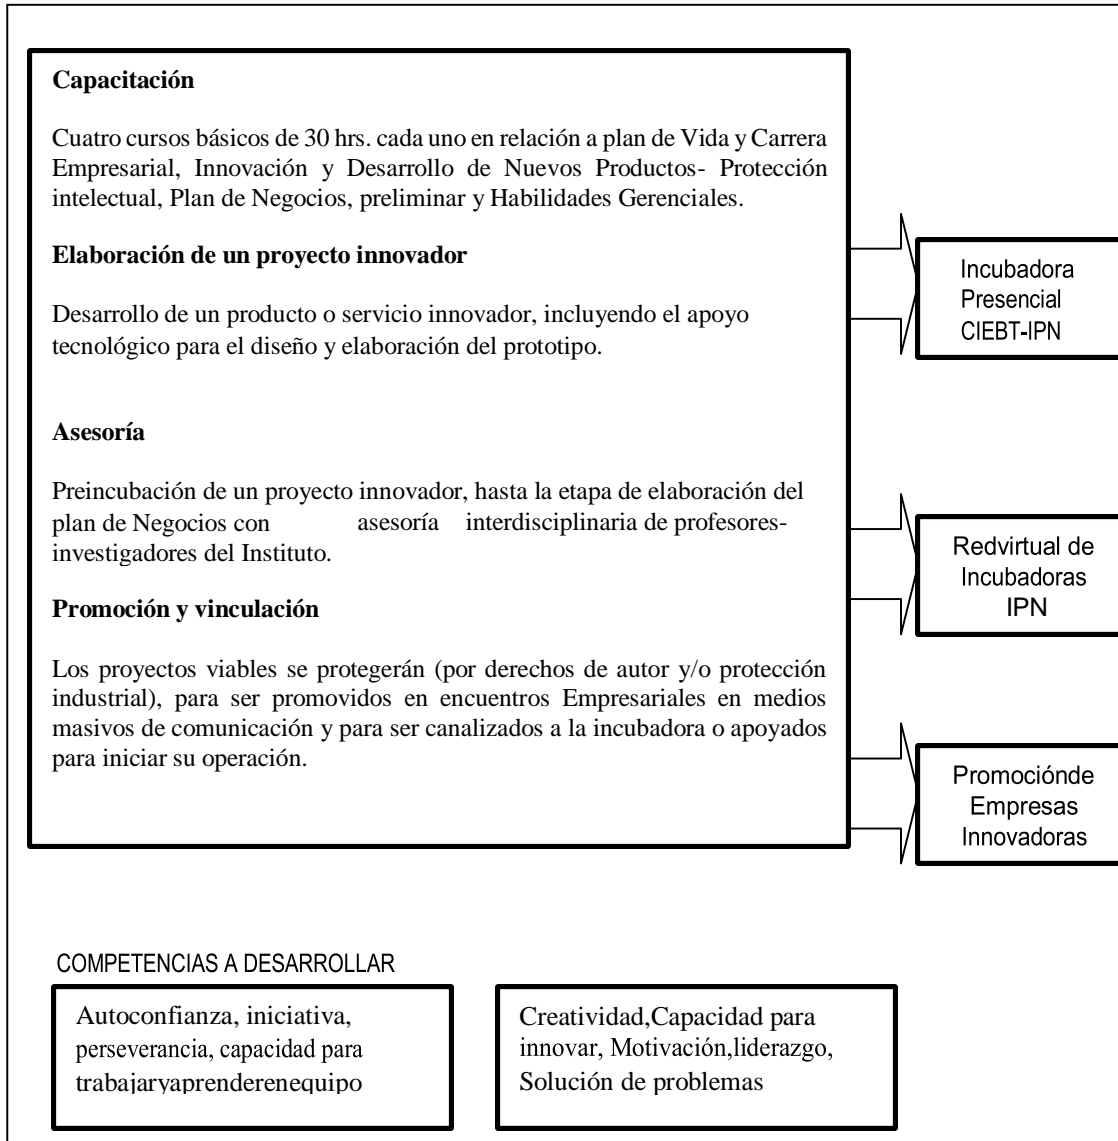 Capacitación
Cuatro cursos básicos de 30 hrs. cada uno en relación a plan de Vida y Carrera
Empresarial, Innovación y Desarrollo de Nuevos Productos- Protección
intelectual, Plan de Negocios, preliminar y Habilidades Gerenciales.
Elaboración de un proyecto innovador
Desarrollo de un producto o servicio innovador, incluyendo el apoyo
tecnológico para el diseño y elaboración del prototipo.
Asesoría
Preincubación de un proyecto innovador, hasta la etapa de elaboración del
plan de Negocios con asesoría interdisciplinaria de profesores-
investigadores del Instituto.
Promoción y vinculación
Los proyectos viables se protegerán (por derechos de autor y/o protección
industrial), para ser promovidos en encuentros Empresariales en medios
masivos de comunicación y para ser canalizados a la incubadora o apoyados
para iniciar su operación.
Incubadora
Presencial
CIEBT-IPN
Redvirtual de
Incubadoras
IPN
Promociónde
Empresas
Innovadoras
COMPETENCIAS A DESARROLLAR
Autoconfianza, iniciativa,
perseverancia, capacidad para
trabajaryaprenderenequipo
Creatividad,Capacidad para
innovar, Motivación,liderazgo,
Solución de problemas